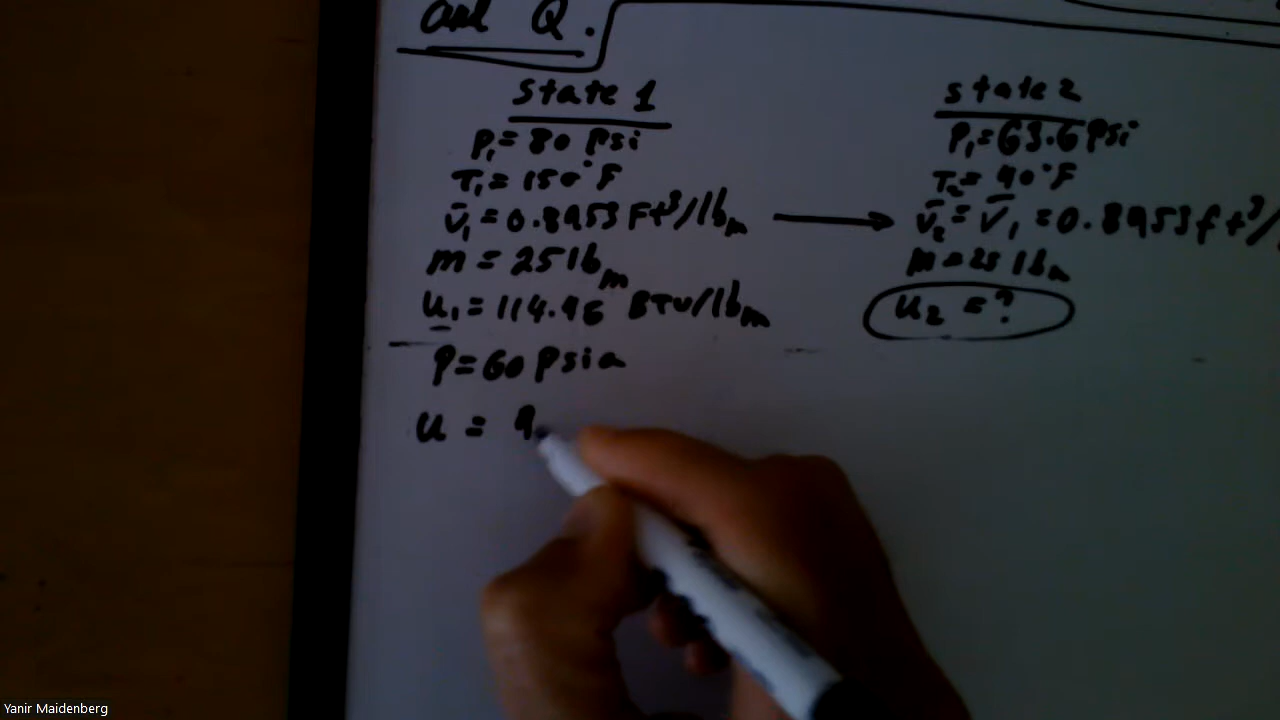 and Q.
State 1
P₁ = 80 psi
T₁ = 150°F
v̄₁ = 0.8953 Ft³/lbm
m = 25 lbm
u₁ = 114.96 BTU/lbm
state 2
P₁ = 63.6 psi
T₂ = 90°F
v̄₂ = v̄₁ = 0.8953 ft³/
m = 25 lbm
u₂ = ?
P = 60 psia
u = 9
Yanir Maidenberg